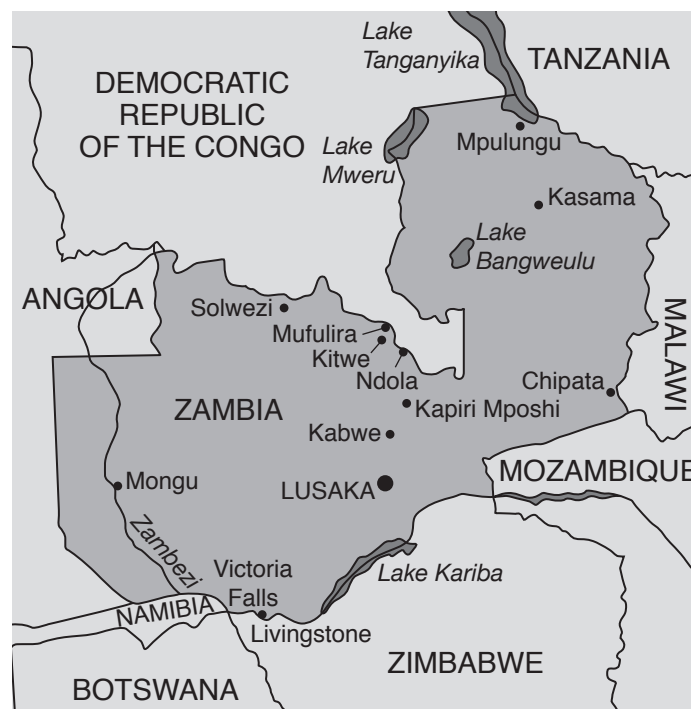 Lake
Tanganyika
TANZANIA
DEMOCRATIC
REPUBLIC
OF THE CONGO
Lake
Mweru
Mpulungu
Kasama
Lake
Bangweulu
ANGOLA
Solwezi
Mufulira
Kitwe
Ndola
MALAWI
Chipata
ZAMBIA
Kapiri Mposhi
Kabwe
MOZAMBIQUE
Mongu
LUSAKA
Zambezi
Victoria
Falls
Lake Kariba
NAMIBIA
Livingstone
ZIMBABWE
BOTSWANA